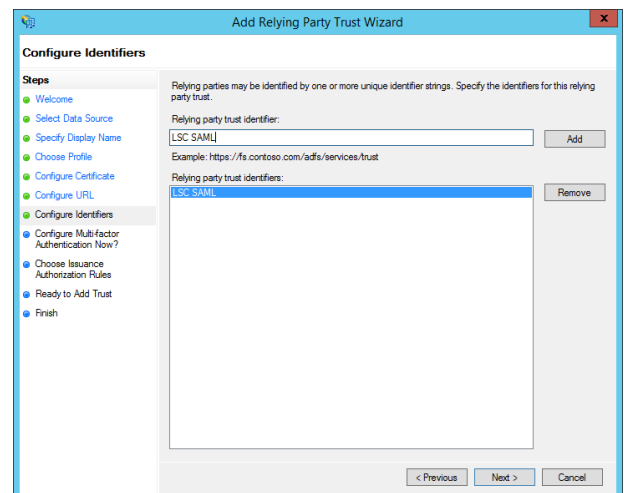 Add Relying Party Trust Wizard
x
Configure Identifiers
Steps
Welcome
Select Data Source
Specify Display Name
Choose Profile
Configure Certificate
Configure URL
Configure Identifiers
Configure Multi-factor
Authentication Now?
Choose Issuance
Authorization Rules
Ready to Add Trust
Finish
Relying parties may be identified by one or more unique identifier strings. Specify the identifiers for this relying
party trust.
Relying party trust identifier:
LSC SAML
Add
Example: https://fs.contoso.com/adfs/services/trust
Relying party trust identifiers:
LSC SAML
Remove
< Previous
Next >
Cancel